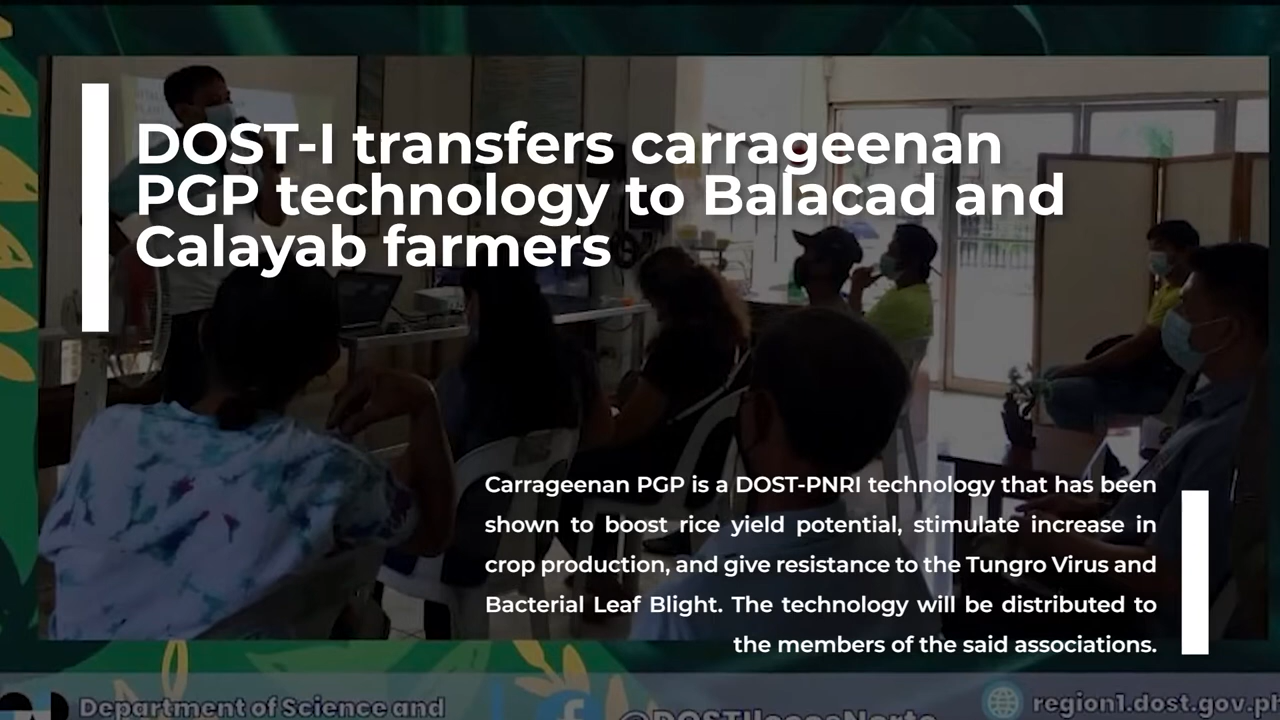 DOST-I transfers carrageenan
PGP technology to Balacad and
Calayab farmers
Carrageenan PGP is a DOST-PNRI technology that has been
shown to boost rice yield potential, stimulate increase in
crop production, and give resistance to the Tungro Virus and
Bacterial Leaf Blight. The technology will be distributed to
the members of the said associations.
Department of Science and
@DOSTIlocosNorte
region1.dost.gov.ph